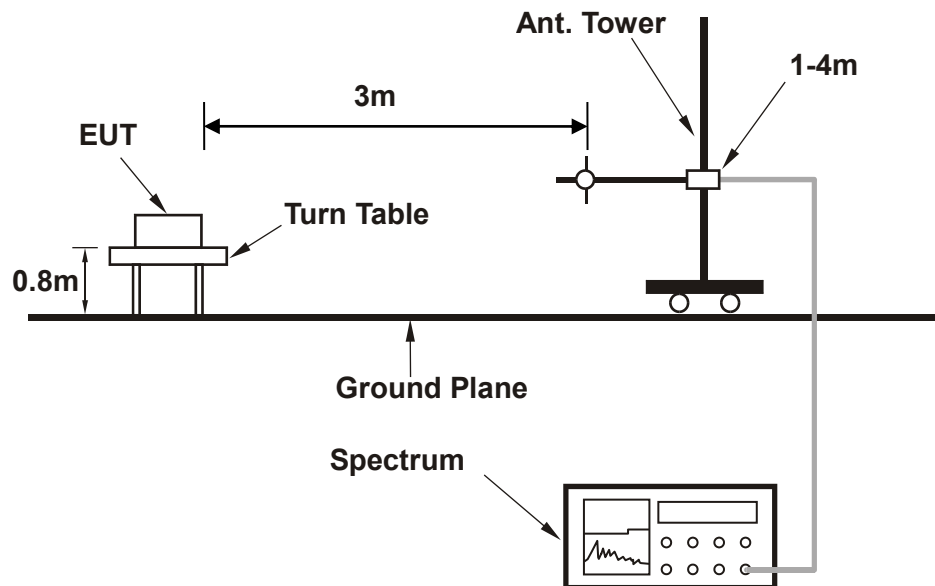 Ant. Tower
1-4m
3m
EUT
Turn Table
0.8m
Ground Plane
Spectrum